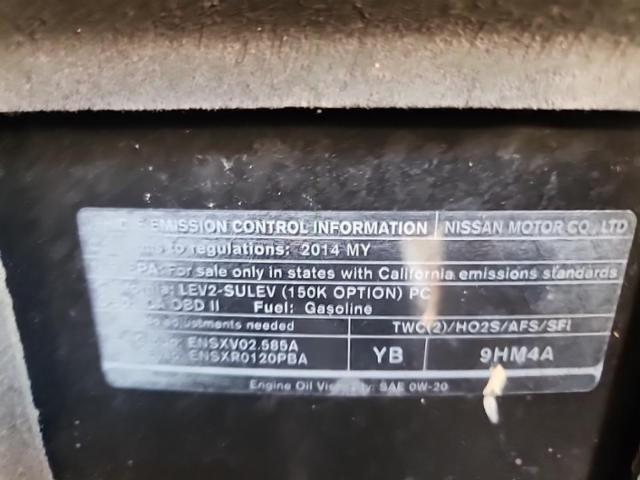 EMISSION CONTROL INFORMATION NISSAN MOTOR CO., LTD
to regulations: 2014 MY
For sale only in states with California emissions standards
LEV2-SULEV (150K OPTION) PC
OBD II Fuel: Gasoline
adjustments needed TWC(2)/HO2S/AFS/SFI
ENSXV02.585A
ENSXR0120PBA YB 9HM4A
Engine Oil SAE 0W-20